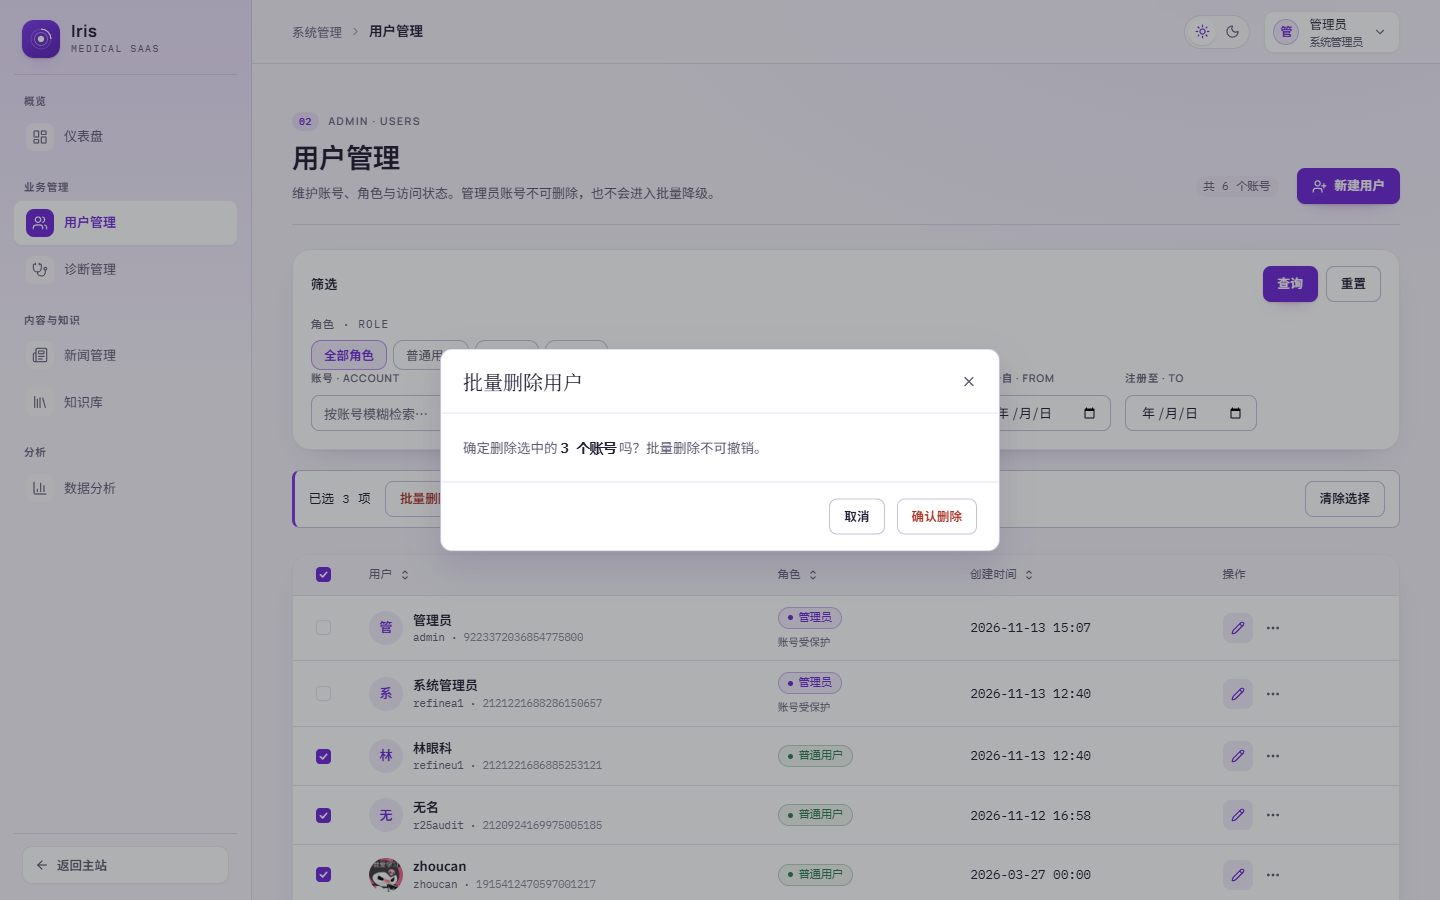 Iris
MEDICAL SAAS
概览
仪表盘
业务管理
用户管理
诊断管理
内容与知识
新闻管理
知识库
分析
数据分析
返回主站
系统管理
用户管理
管
管理员
系统管理员
02 ADMIN · USERS
用户管理
维护账号、角色与访问状态。管理员账号不可删除，也不会进入批量降级。
共 6 个账号
新建用户
筛选
查询
重置
角色 · ROLE
全部角色
普通用
账号 · ACCOUNT
自 · FROM
注册至 · TO
按账号模糊检索…
年 /月/日
年 /月/日
批量删除用户
确定删除选中的 3 个账号 吗？批量删除不可撤销。
取消
确认删除
已选 3 项
批量删
清除选择
用户
角色
创建时间
操作
管
管理员
admin · 9223372036854775800
管理员
账号受保护
2026-11-13 15:07
系
系统管理员
refinea1 · 2121221688286150657
管理员
账号受保护
2026-11-13 12:40
林
林眼科
refineu1 · 2121221686885253121
普通用户
2026-11-13 12:40
无
无名
r25audit · 2120924169975005185
普通用户
2026-11-12 16:58
zhoucan
zhoucan · 1915412470597001217
普通用户
2026-03-27 00:00